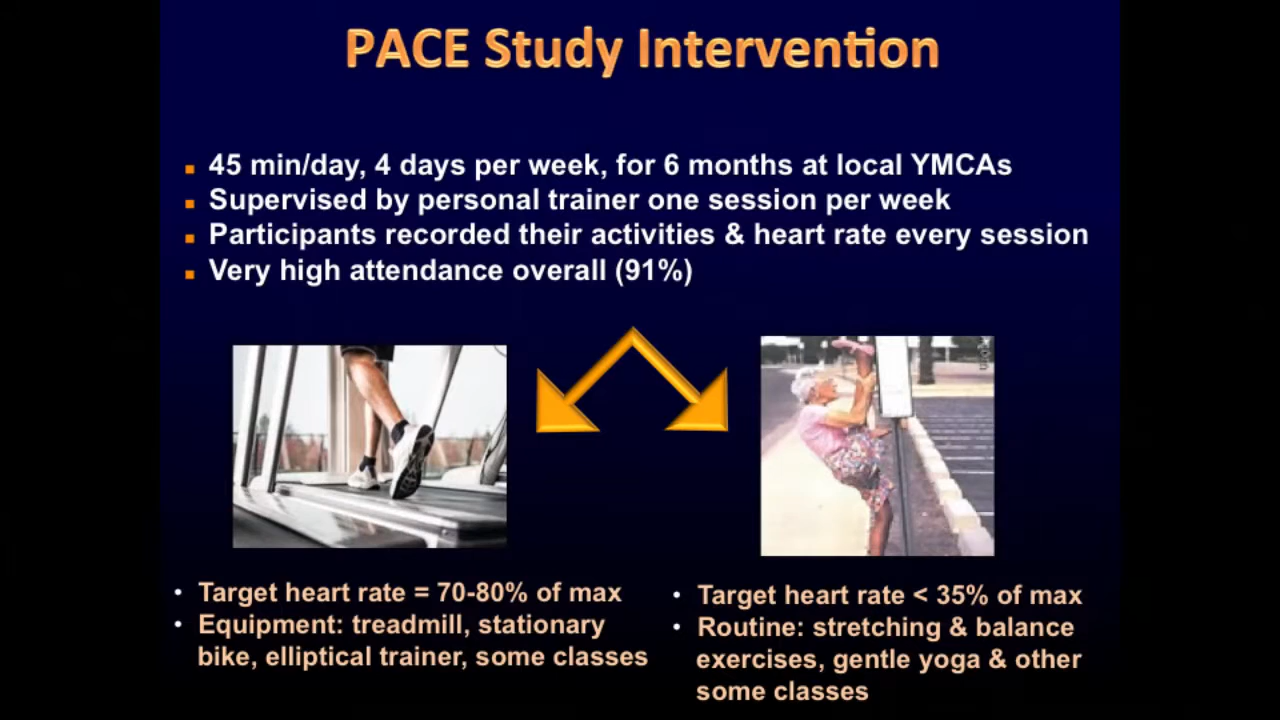 PACE Study Intervention
▪ 45 min/day, 4 days per week, for 6 months at local YMCAs
▪ Supervised by personal trainer one session per week
▪ Participants recorded their activities & heart rate every session
▪ Very high attendance overall (91%)
• Target heart rate = 70-80% of max
• Equipment: treadmill, stationary
bike, elliptical trainer, some classes
• Target heart rate < 35% of max
• Routine: stretching & balance
exercises, gentle yoga & other
some classes